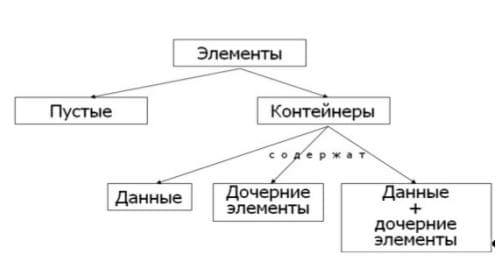 Элементы
Пустые
Контейнеры
содержат
Данные
Дочерние
элементы
Данные
+
дочерние
элементы